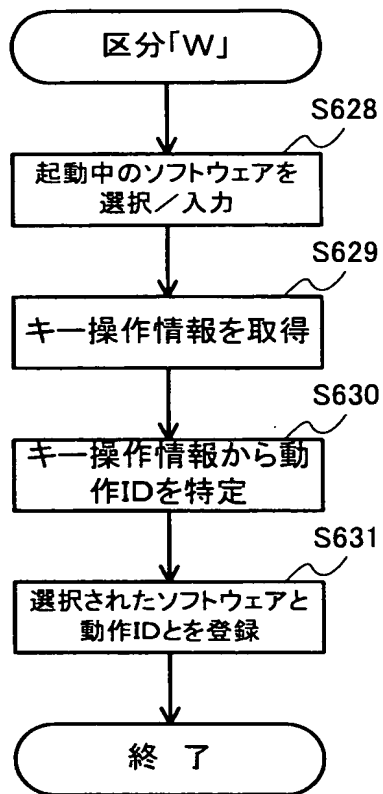 区分「W」
S628
起動中のソフトウェアを
選択／入力
S629
キー操作情報を取得
S630
キー操作情報から動
作IDを特定
S631
選択されたソフトウェアと
動作IDとを登録
終 了